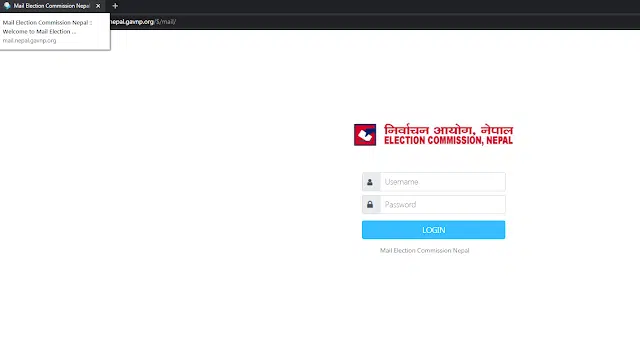 Mail Election Commission Nepal
Mail Election Commission Nepal ::
Welcome to Mail Election ...
mail.nepal.gavnp.org
nepal.gavnp.org/5/mail/
निर्वाचन आयोग, नेपाल
ELECTION COMMISSION, NEPAL
Username
Password
LOGIN
Mail Election Commission Nepal